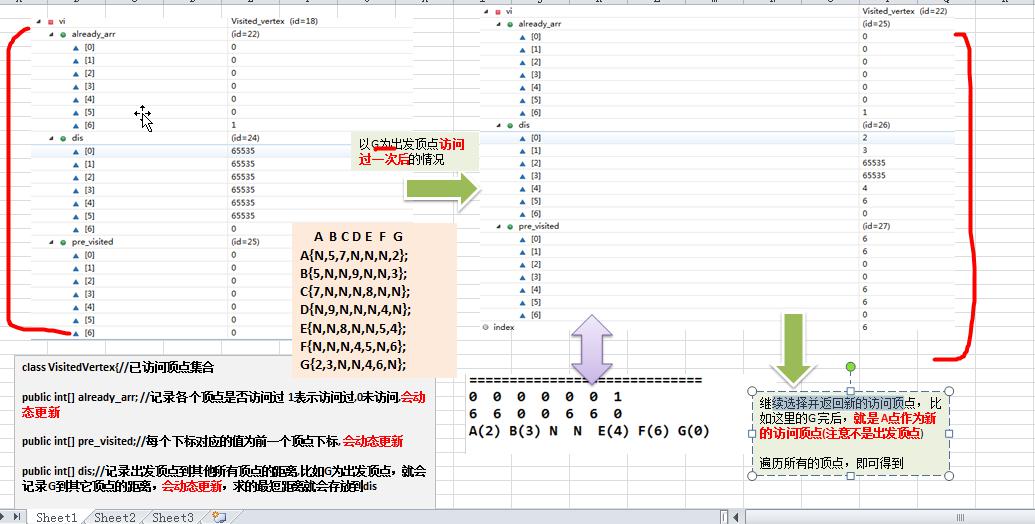 vi Visited_vertex (id=18)
already_arr (id=22)
[0] 0
[1] 0
[2] 0
[3] 0
[4] 0
[5] 0
[6] 1
dis (id=24)
[0] 65535
[1] 65535
[2] 65535
[3] 65535
[4] 65535
[5] 65535
[6] 0
pre_visited (id=25)
[0] 0
[1] 0
[2] 0
[3] 0
[4] 0
[5] 0
[6] 0
以G为出发顶点访问
过一次后的情况
A B C D E F G
A{N,5,7,N,N,N,2};
B{5,N,N,9,N,N,3};
C{7,N,N,N,8,N,N};
D{N,9,N,N,N,4,N};
E{N,N,8,N,N,5,4};
F{N,N,N,4,5,N,6};
G{2,3,N,N,4,6,N};
vi Visited_vertex (id=22)
already_arr (id=25)
[0] 0
[1] 0
[2] 0
[3] 0
[4] 0
[5] 0
[6] 1
dis (id=26)
[0] 2
[1] 3
[2] 65535
[3] 65535
[4] 4
[5] 6
[6] 0
pre_visited (id=27)
[0] 6
[1] 6
[2] 0
[3] 0
[4] 6
[5] 6
[6] 0
index 6
class VisitedVertex{//已访问顶点集合
public int[] already_arr; //记录各个顶点是否访问过 1表示访问过,0未访问,会动
态更新
public int[] pre_visited;//每个下标对应的值为前一个顶点下标, 会动态更新
public int[] dis;//记录出发顶点到其他所有顶点的距离,比如G为出发顶点，就会
记录G到其它顶点的距离，会动态更新，求的最短距离就会存放到dis
==============================
0 0 0 0 0 0 1
6 6 0 0 6 6 0
A(2) B(3) N N E(4) F(6) G(0)
继续选择并返回新的访问顶点，比
如这里的G 完后，就是 A点作为新
的访问顶点(注意不是出发顶点)
遍历所有的顶点，即可得到
Sheet1 Sheet2 Sheet3